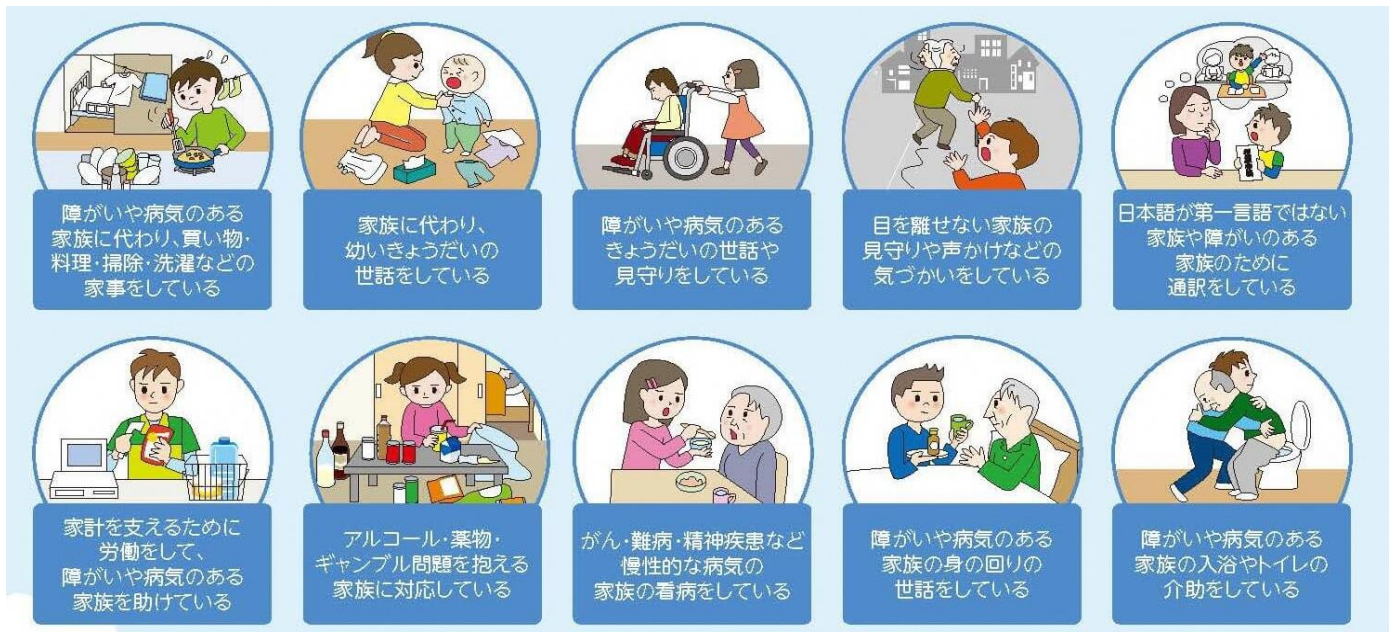 障がいや病気のある
家族に代わり、買い物・
料理・掃除・洗濯などの
家事をしている
家族に代わり、
幼いきょうだいの
世話をしている
障がいや病気のある
きょうだいの世話や
見守りをしている
目を離せない家族の
見守りや声かけなどの
気づかいをしている
日本語が第一言語ではない
家族や障がいのある
家族のために
通訳をしている
家計を支えるために
労働をして、
障がいや病気のある
家族を助けている
アルコール・薬物・
ギャンブル問題を抱える
家族に対応している
がん・難病・精神疾患など
慢性的な病気の
家族の看病をしている
障がいや病気のある
家族の身の回りの
世話をしている
障がいや病気のある
家族の入浴やトイレの
介助をしている